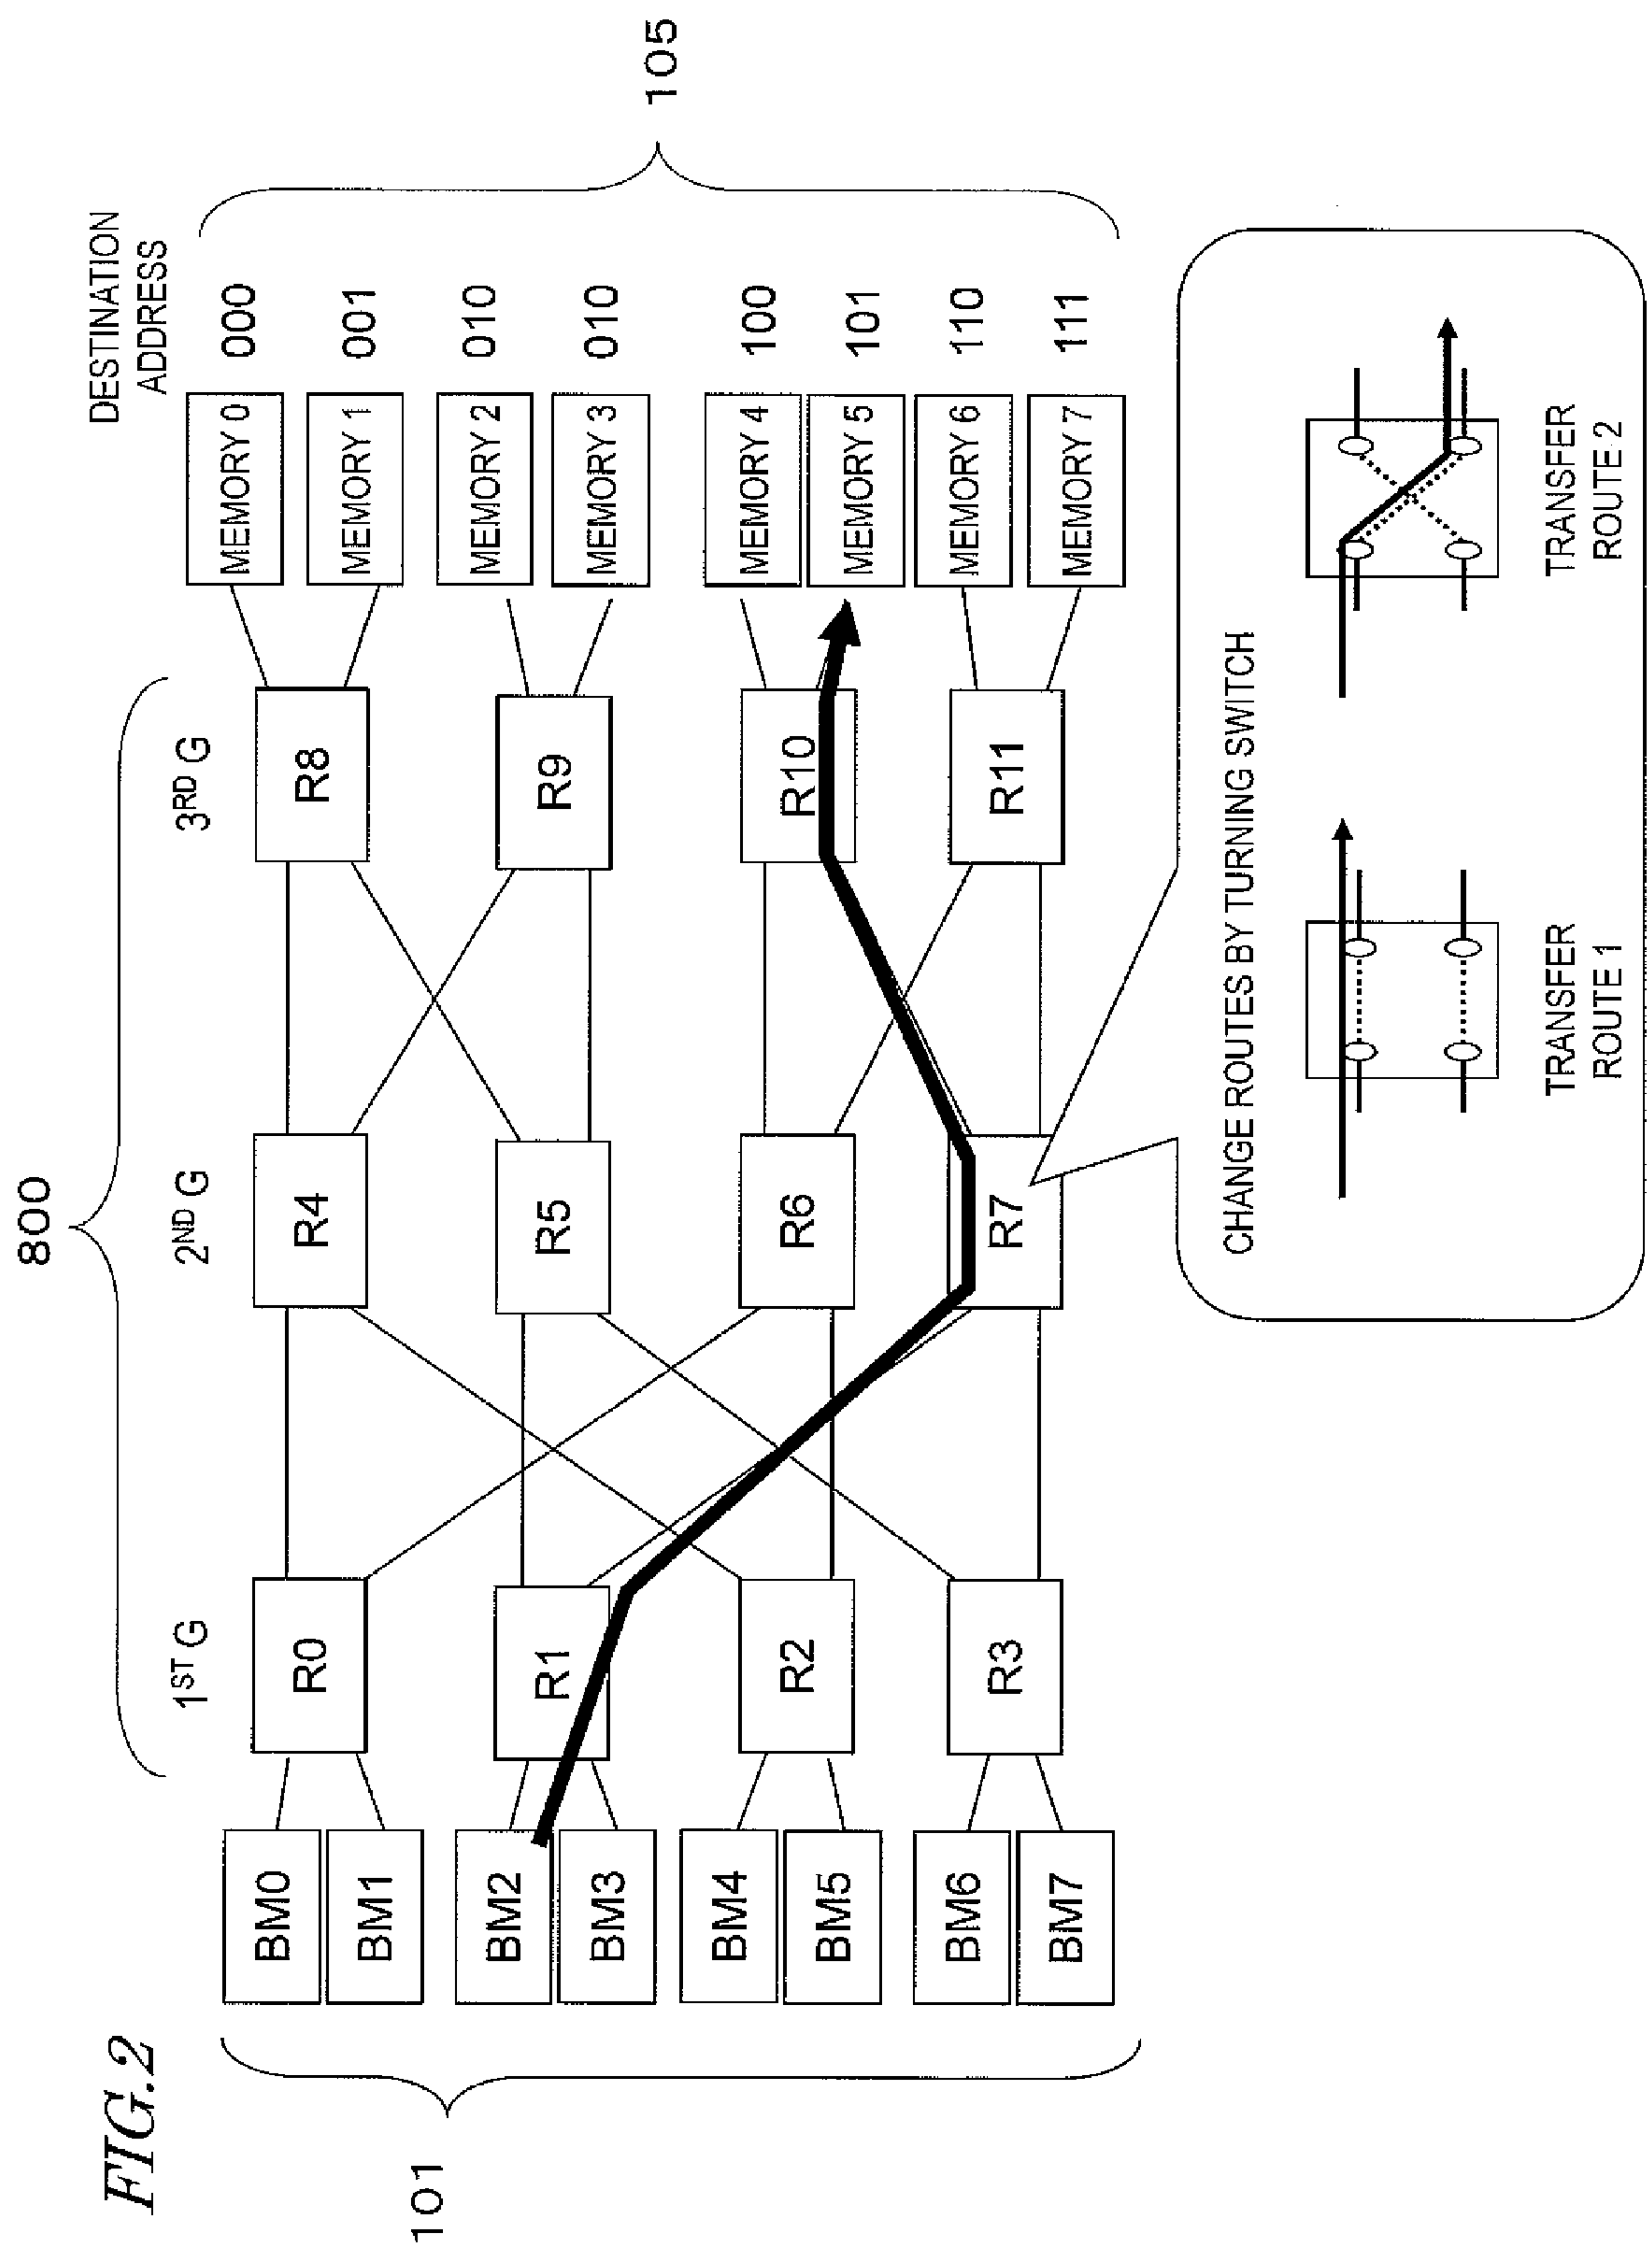 FIG.2
800
1ST G
2ND G
3RD G
DESTINATION
ADDRESS
101
105
BM0
BM1
BM2
BM3
BM4
BM5
BM6
BM7
R0
R1
R2
R3
R4
R5
R6
R7
R8
R9
R10
R11
MEMORY 0
MEMORY 1
MEMORY 2
MEMORY 3
MEMORY 4
MEMORY 5
MEMORY 6
MEMORY 7
000
001
010
010
100
101
110
111
CHANGE ROUTES BY TURNING SWITCH
TRANSFER
ROUTE 1
TRANSFER
ROUTE 2